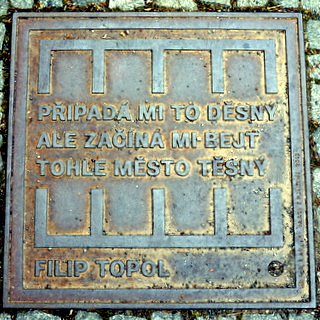 PŘIPADÁ MI TO DĚSNÝ
ALE ZAČÍNÁ MI BEJT
TOHLE MĚSTO TĚSNÝ
FILIP TOPOL